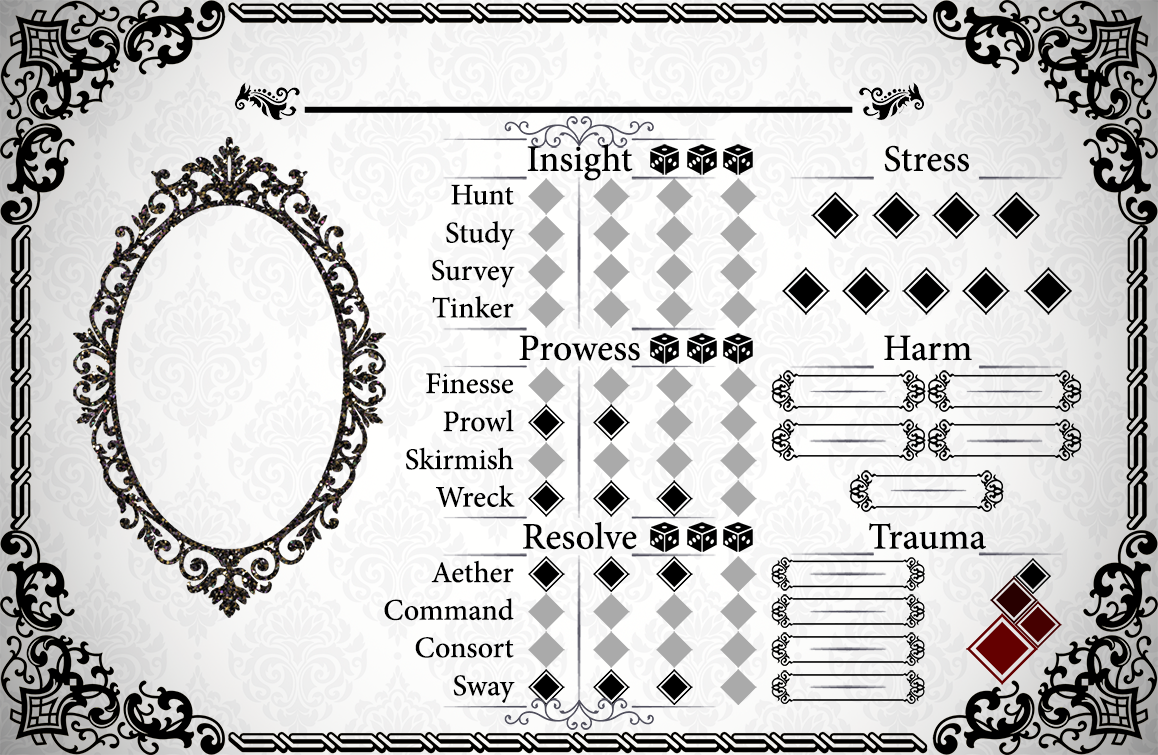 Insight
Hunt
Study
Survey
Tinker
Prowess
Finesse
Prowl
Skirmish
Wreck
Resolve
Aether
Command
Consort
Sway
Stress
Harm
Trauma